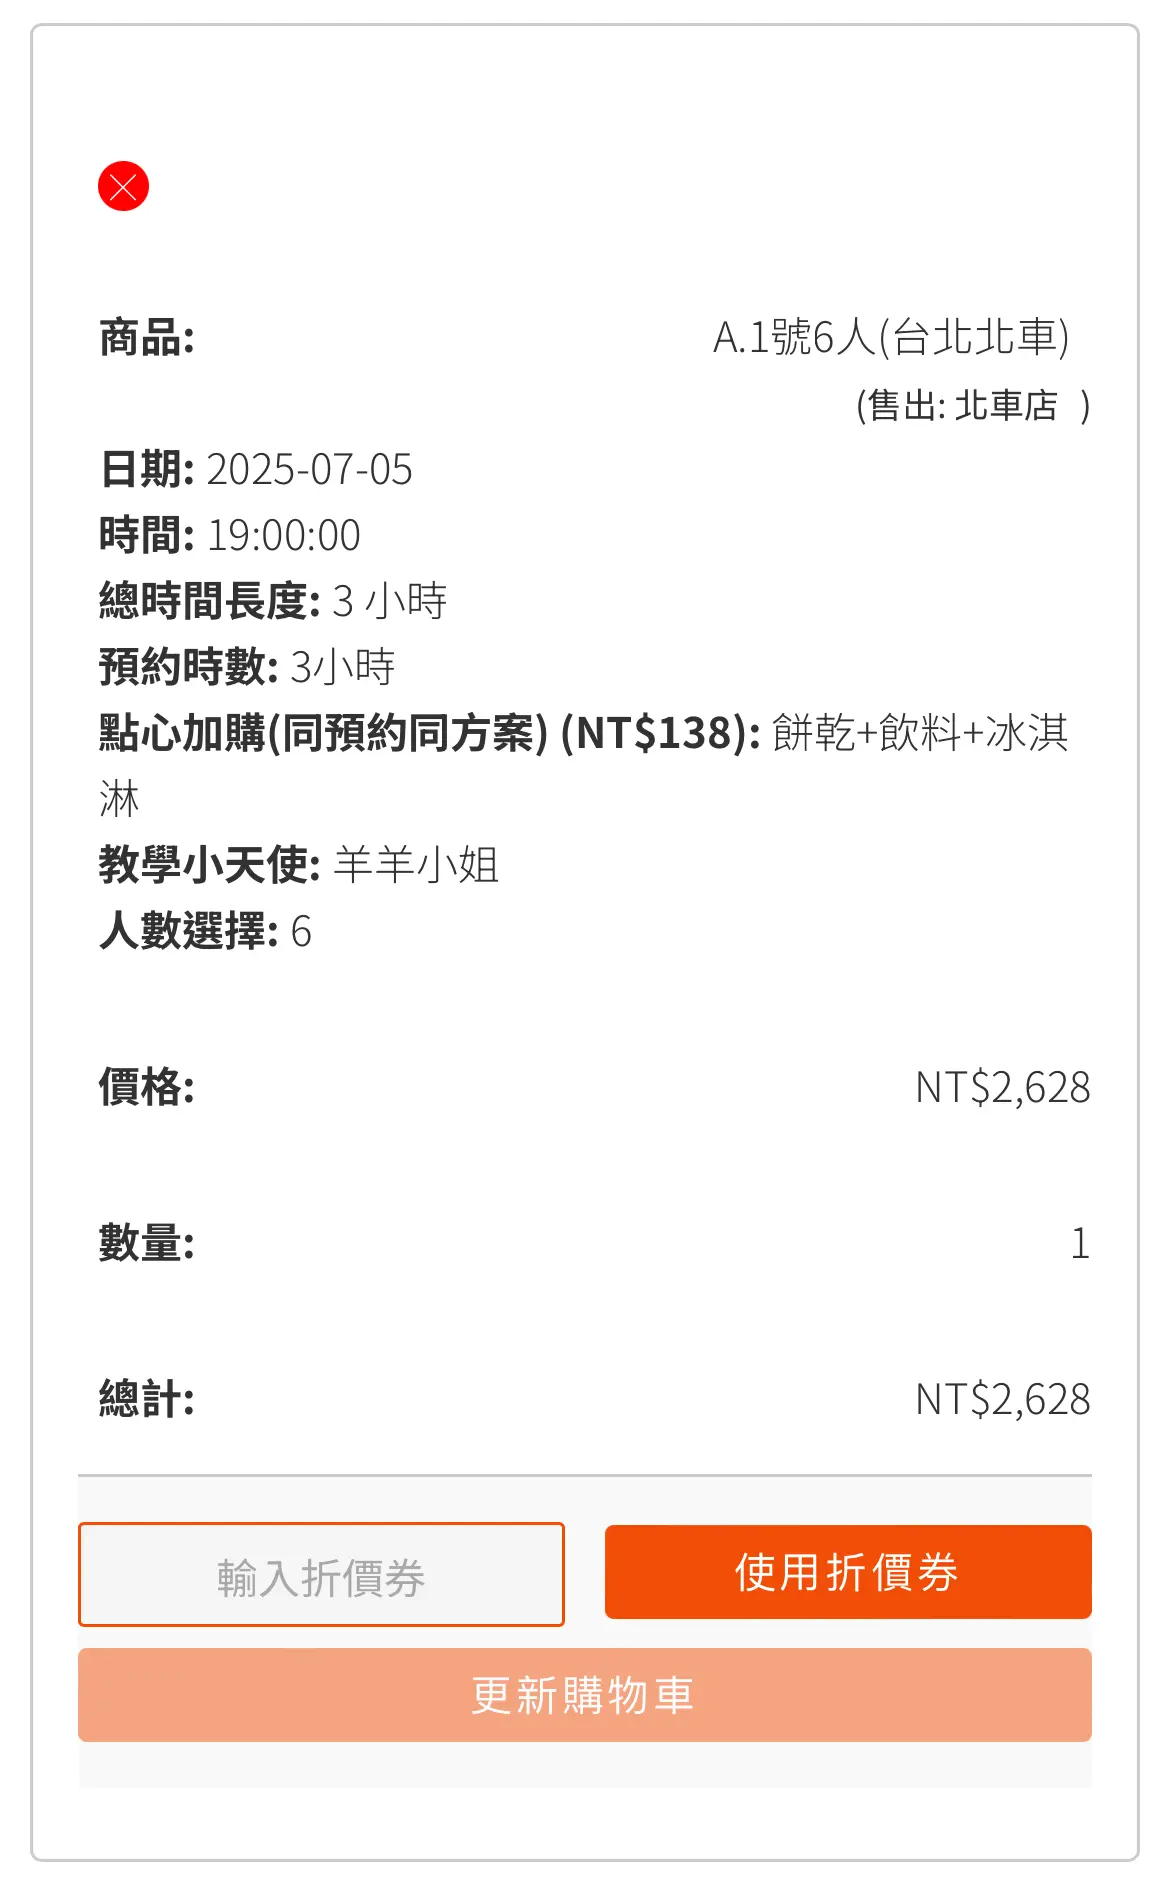 商品: A.1號6人(台北北車)
(售出: 北車店 )
日期: 2025-07-05
時間: 19:00:00
總時間長度: 3 小時
預約時數: 3小時
點心加購(同預約同方案) (NT$138): 餅乾+飲料+冰淇
淋
教學小天使: 羊羊小姐
人數選擇: 6
價格: NT$2,628
數量: 1
總計: NT$2,628
輸入折價券 使用折價券
更新購物車